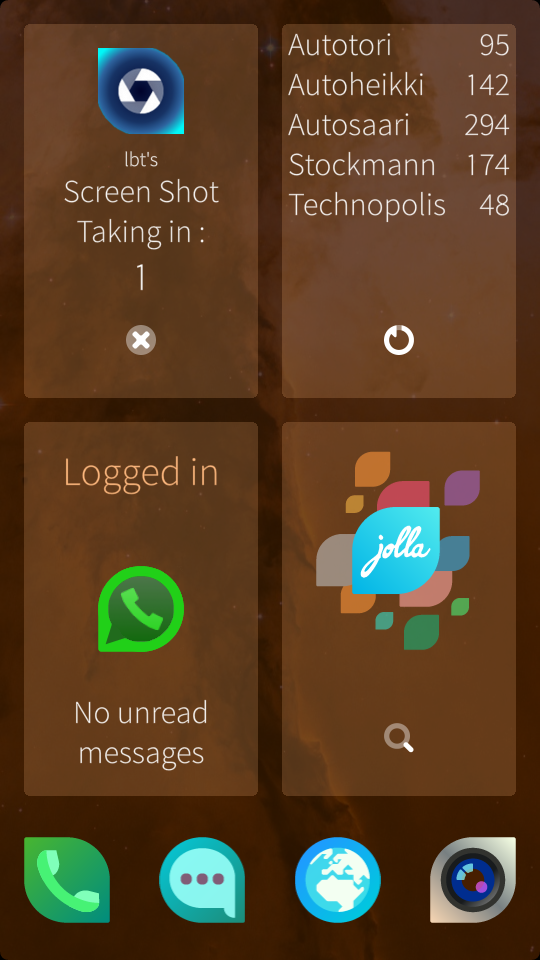 lbt's
Screen Shot
Taking in :
1
Autotori 95
Autoheikki 142
Autosaari 294
Stockmann 174
Technopolis 48
Logged in
No unread
messages
jolla